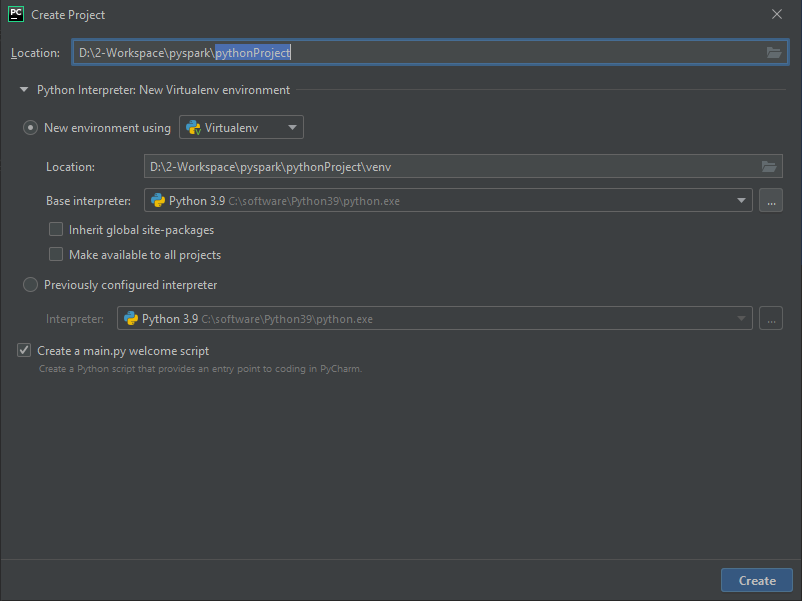 PC Create Project
Location: D:\2-Workspace\pyspark\pythonProject
Python Interpreter: New Virtualenv environment
New environment using Virtualenv
Location: D:\2-Workspace\pyspark\pythonProject\venv
Base interpreter: Python 3.9 C:\software\Python39\python.exe ...
Inherit global site-packages
Make available to all projects
Previously configured interpreter
Interpreter: Python 3.9 C:\software\Python39\python.exe ...
Create a main.py welcome script
Create a Python script that provides an entry point to coding in PyCharm.
Create